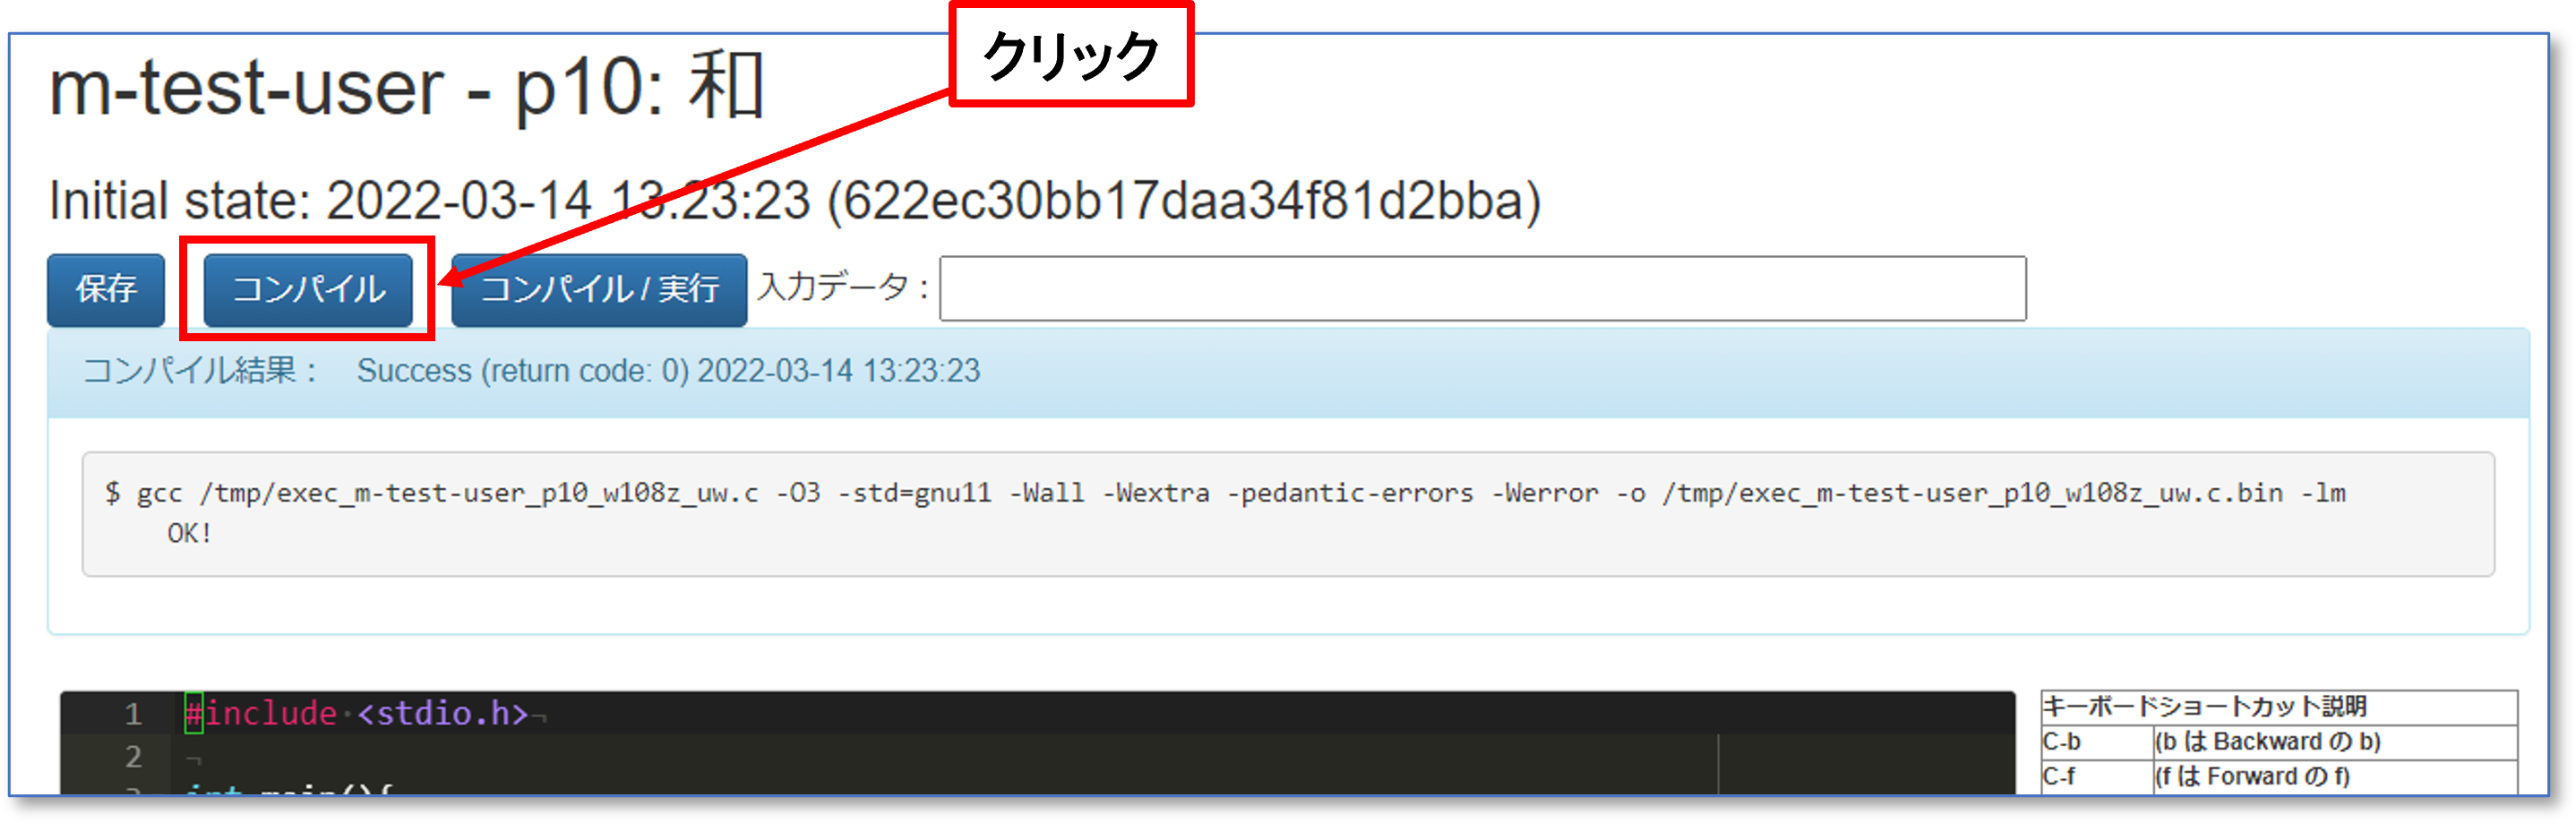 クリック
m-test-user - p10: 和
Initial state: 2022-03-14 13:23:23 (622ec30bb17daa34f81d2bba)
保存 コンパイル コンパイル / 実行 入力データ：
コンパイル結果： Success (return code: 0) 2022-03-14 13:23:23
$ gcc /tmp/exec_m-test-user_p10_w108z_uw.c -O3 -std=gnu11 -Wall -Wextra -pedantic-errors -Werror -o /tmp/exec_m-test-user_p10_w108z_uw.c.bin -lm
OK!
1 #include <stdio.h>
2
3 int main(){
キーボードショートカット説明
C-b (b は Backward の b)
C-f (f は Forward の f)